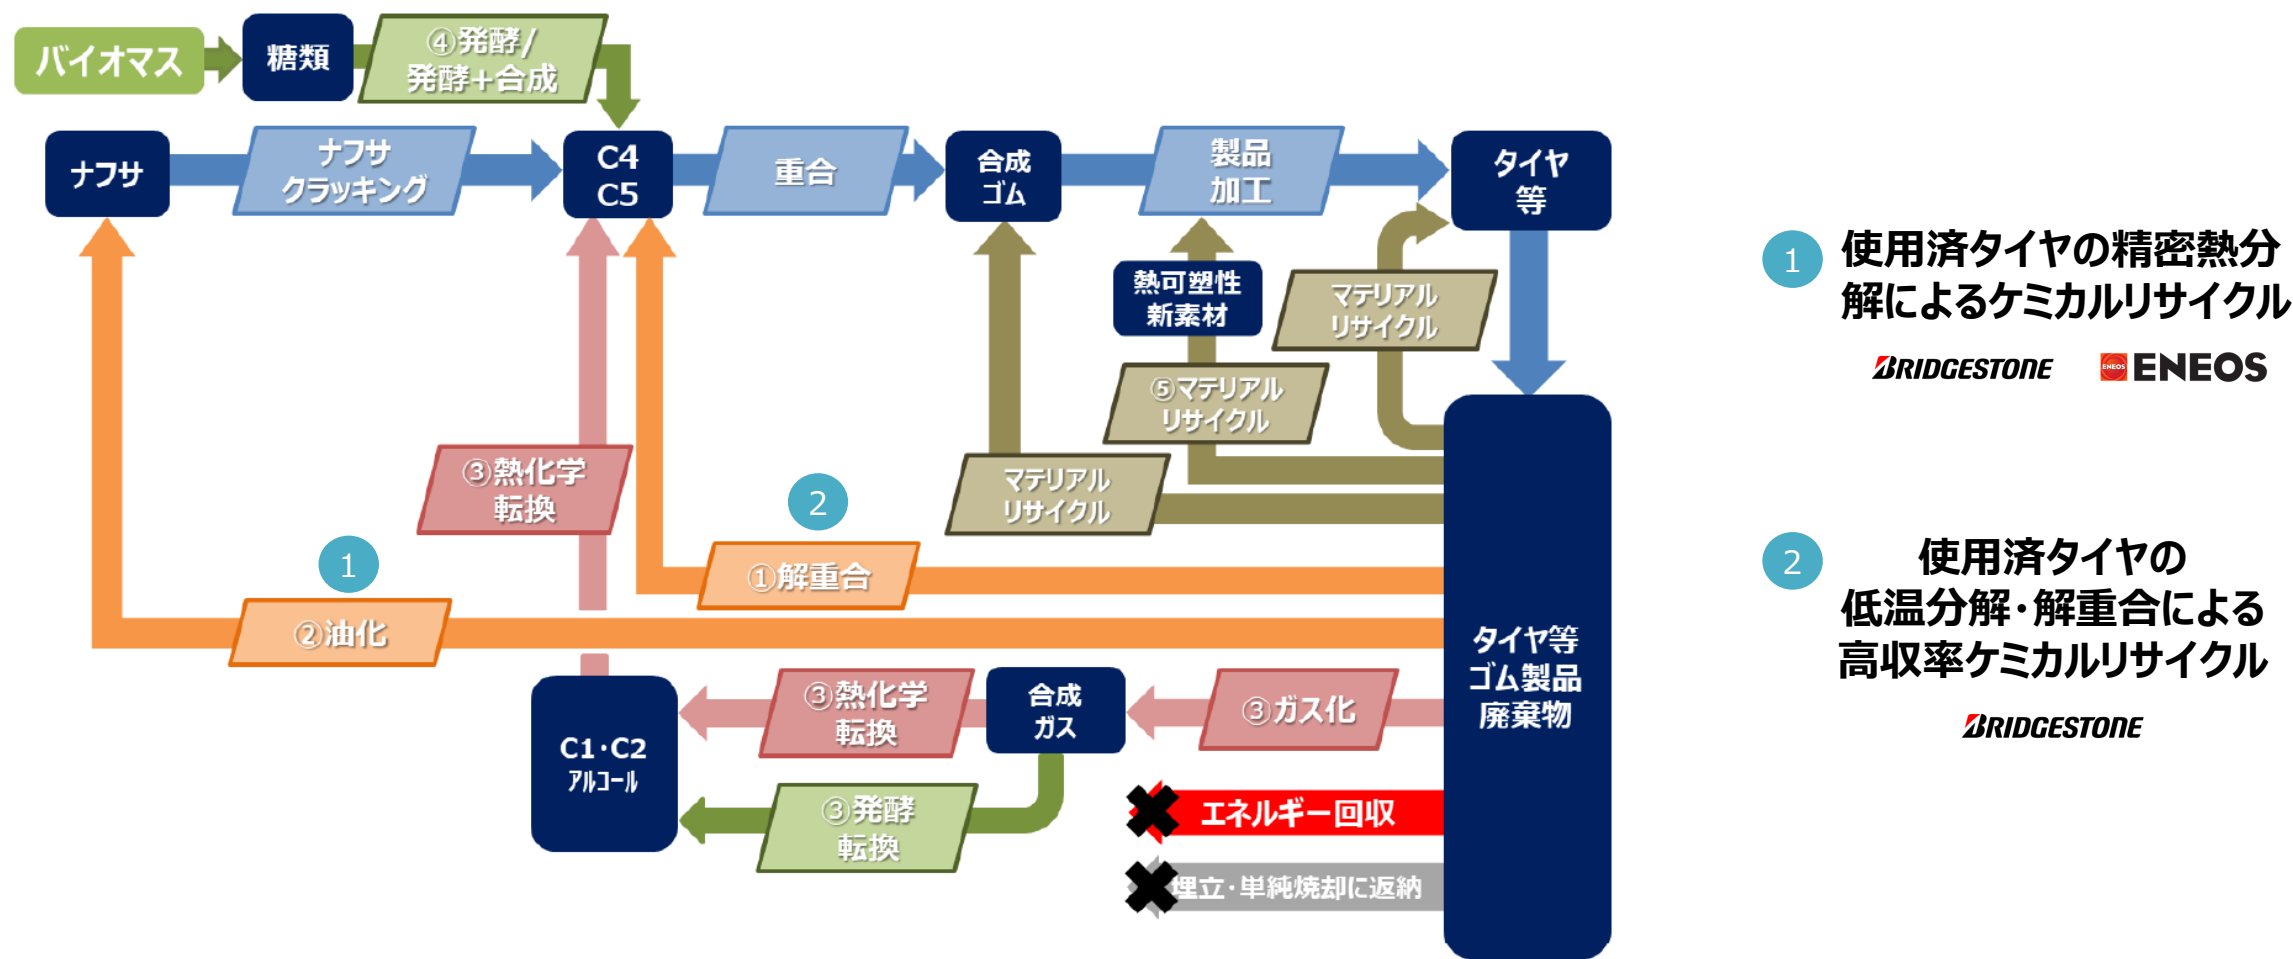 バイオマス
糖類
④発酵/
発酵+合成
ナフサ
ナフサ
クラッキング
C4
C5
重合
合成
ゴム
製品
加工
タイヤ
等
熱可塑性
新素材
マテリアル
リサイクル
⑤マテリアル
リサイクル
マテリアル
リサイクル
③熱化学
転換
2
①解重合
1
②油化
タイヤ等
ゴム製品
廃棄物
C1・C2
アルコール
③熱化学
転換
合成
ガス
③ガス化
③発酵
転換
エネルギー回収
埋立・単純焼却に返納
1
使用済タイヤの精密熱分
解によるケミカルリサイクル
BRIDGESTONE
ENEOS ENEOS
2
使用済タイヤの
低温分解・解重合による
高収率ケミカルリサイクル
BRIDGESTONE